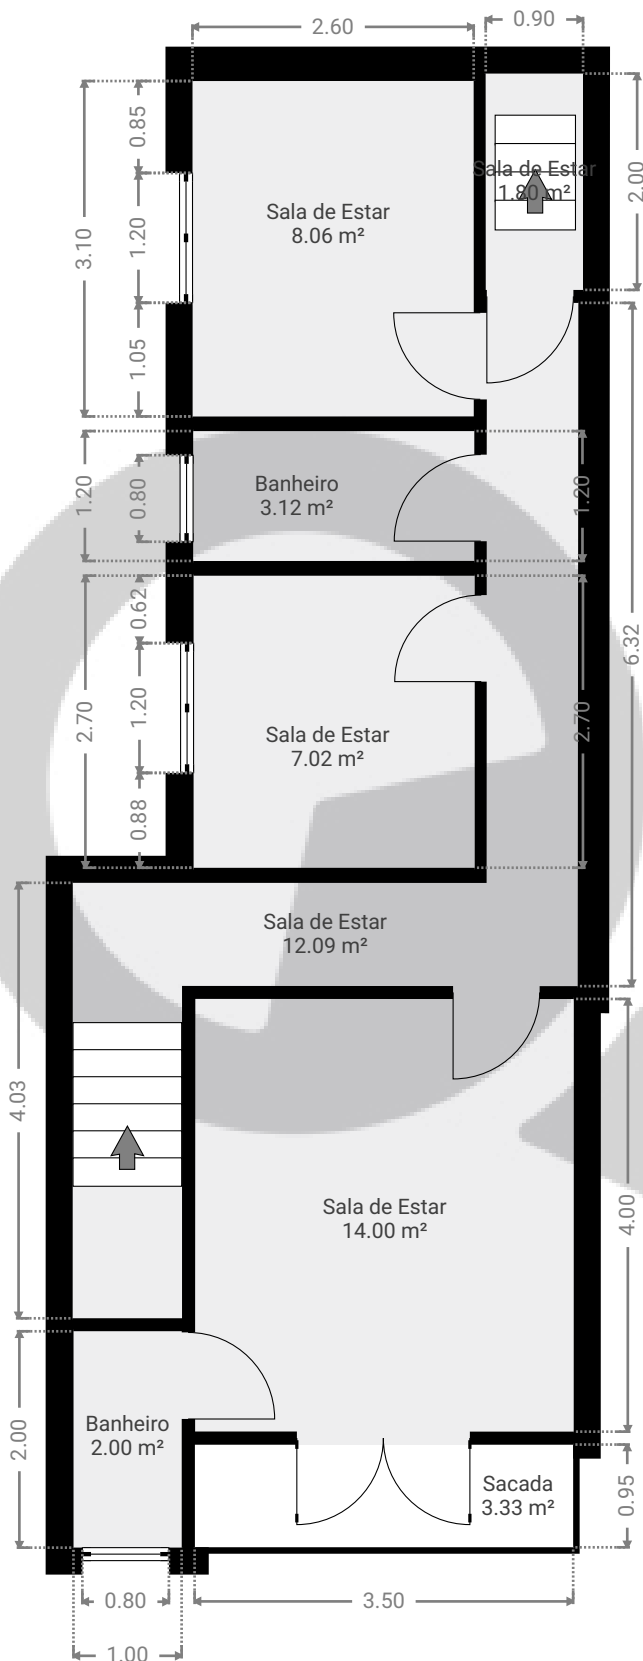 2.60
0.90
0.85
3.10
1.20
1.05
2.00
Sala de Estar
1.80 m²
Sala de Estar
8.06 m²
1.20
0.80
Banheiro
3.12 m²
1.20
0.62
6.32
2.70
1.20
0.88
Sala de Estar
7.02 m²
2.70
Sala de Estar
12.09 m²
4.03
Sala de Estar
14.00 m²
4.00
2.00
Banheiro
2.00 m²
Sacada
3.33 m²
0.95
0.80
3.50
1.00